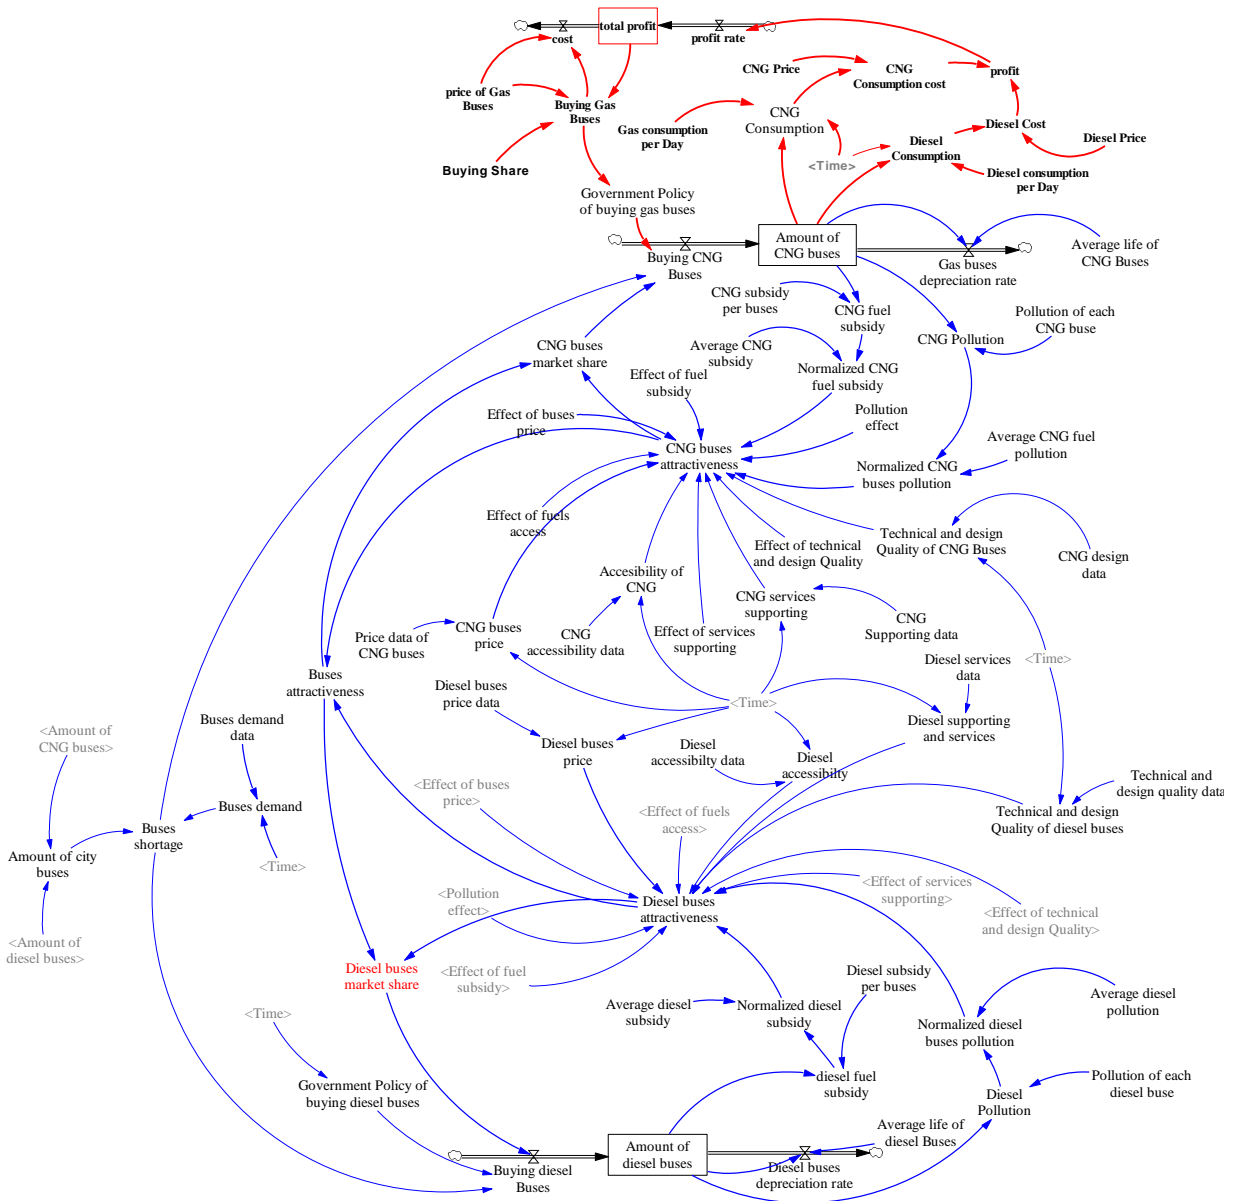 total profit
cost
profit rate
price of Gas
Buses
Buying Gas
Buses
Buying Share
CNG Price
CNG
Consumption cost
profit
Gas consumption
per Day
CNG
Consumption
Diesel Cost
Diesel
Consumption
Diesel Price
<Time>
Diesel consumption
per Day
Government Policy
of buying gas buses
Buying CNG
Buses
Amount of
CNG buses
Gas buses
depreciation rate
Average life of
CNG Buses
CNG subsidy
per buses
CNG fuel
subsidy
Pollution of each
CNG buse
CNG Pollution
CNG buses
market share
Average CNG
subsidy
Normalized CNG
fuel subsidy
Effect of fuel
subsidy
Effect of buses
price
Pollution
effect
CNG buses
attractiveness
Average CNG fuel
pollution
Normalized CNG
buses pollution
Effect of fuels
access
Technical and design
Quality of CNG Buses
Effect of technical
and design Quality
CNG design
data
Accesibility of
CNG
CNG services
supporting
CNG buses
price
Price data of
CNG buses
CNG
accessibility data
Effect of services
supporting
CNG
Supporting data
Buses
attractiveness
Diesel buses
price data
Diesel services
data
<Time>
<Time>
Diesel supporting
and services
<Amount of
CNG buses>
Buses demand
data
Diesel buses
price
Diesel
accessibilty data
Diesel
accessibilty
<Effect of buses
price>
Technical and
design quality data
Buses demand
<Effect of fuels
access>
Technical and design
Quality of diesel buses
Buses
shortage
Amount of city
buses
<Time>
<Pollution
effect>
Diesel buses
attractiveness
<Effect of services
supporting>
<Effect of technical
and design Quality>
<Amount of
diesel buses>
Diesel buses
market share
<Effect of fuel
subsidy>
Diesel subsidy
per buses
Average diesel
subsidy
Normalized diesel
subsidy
Average diesel
pollution
<Time>
Normalized diesel
buses pollution
Government Policy of
buying diesel buses
diesel fuel
subsidy
Diesel
Pollution
Pollution of each
diesel buse
Average life of
diesel Buses
Buying diesel
Buses
Amount of
diesel buses
Diesel buses
depreciation rate